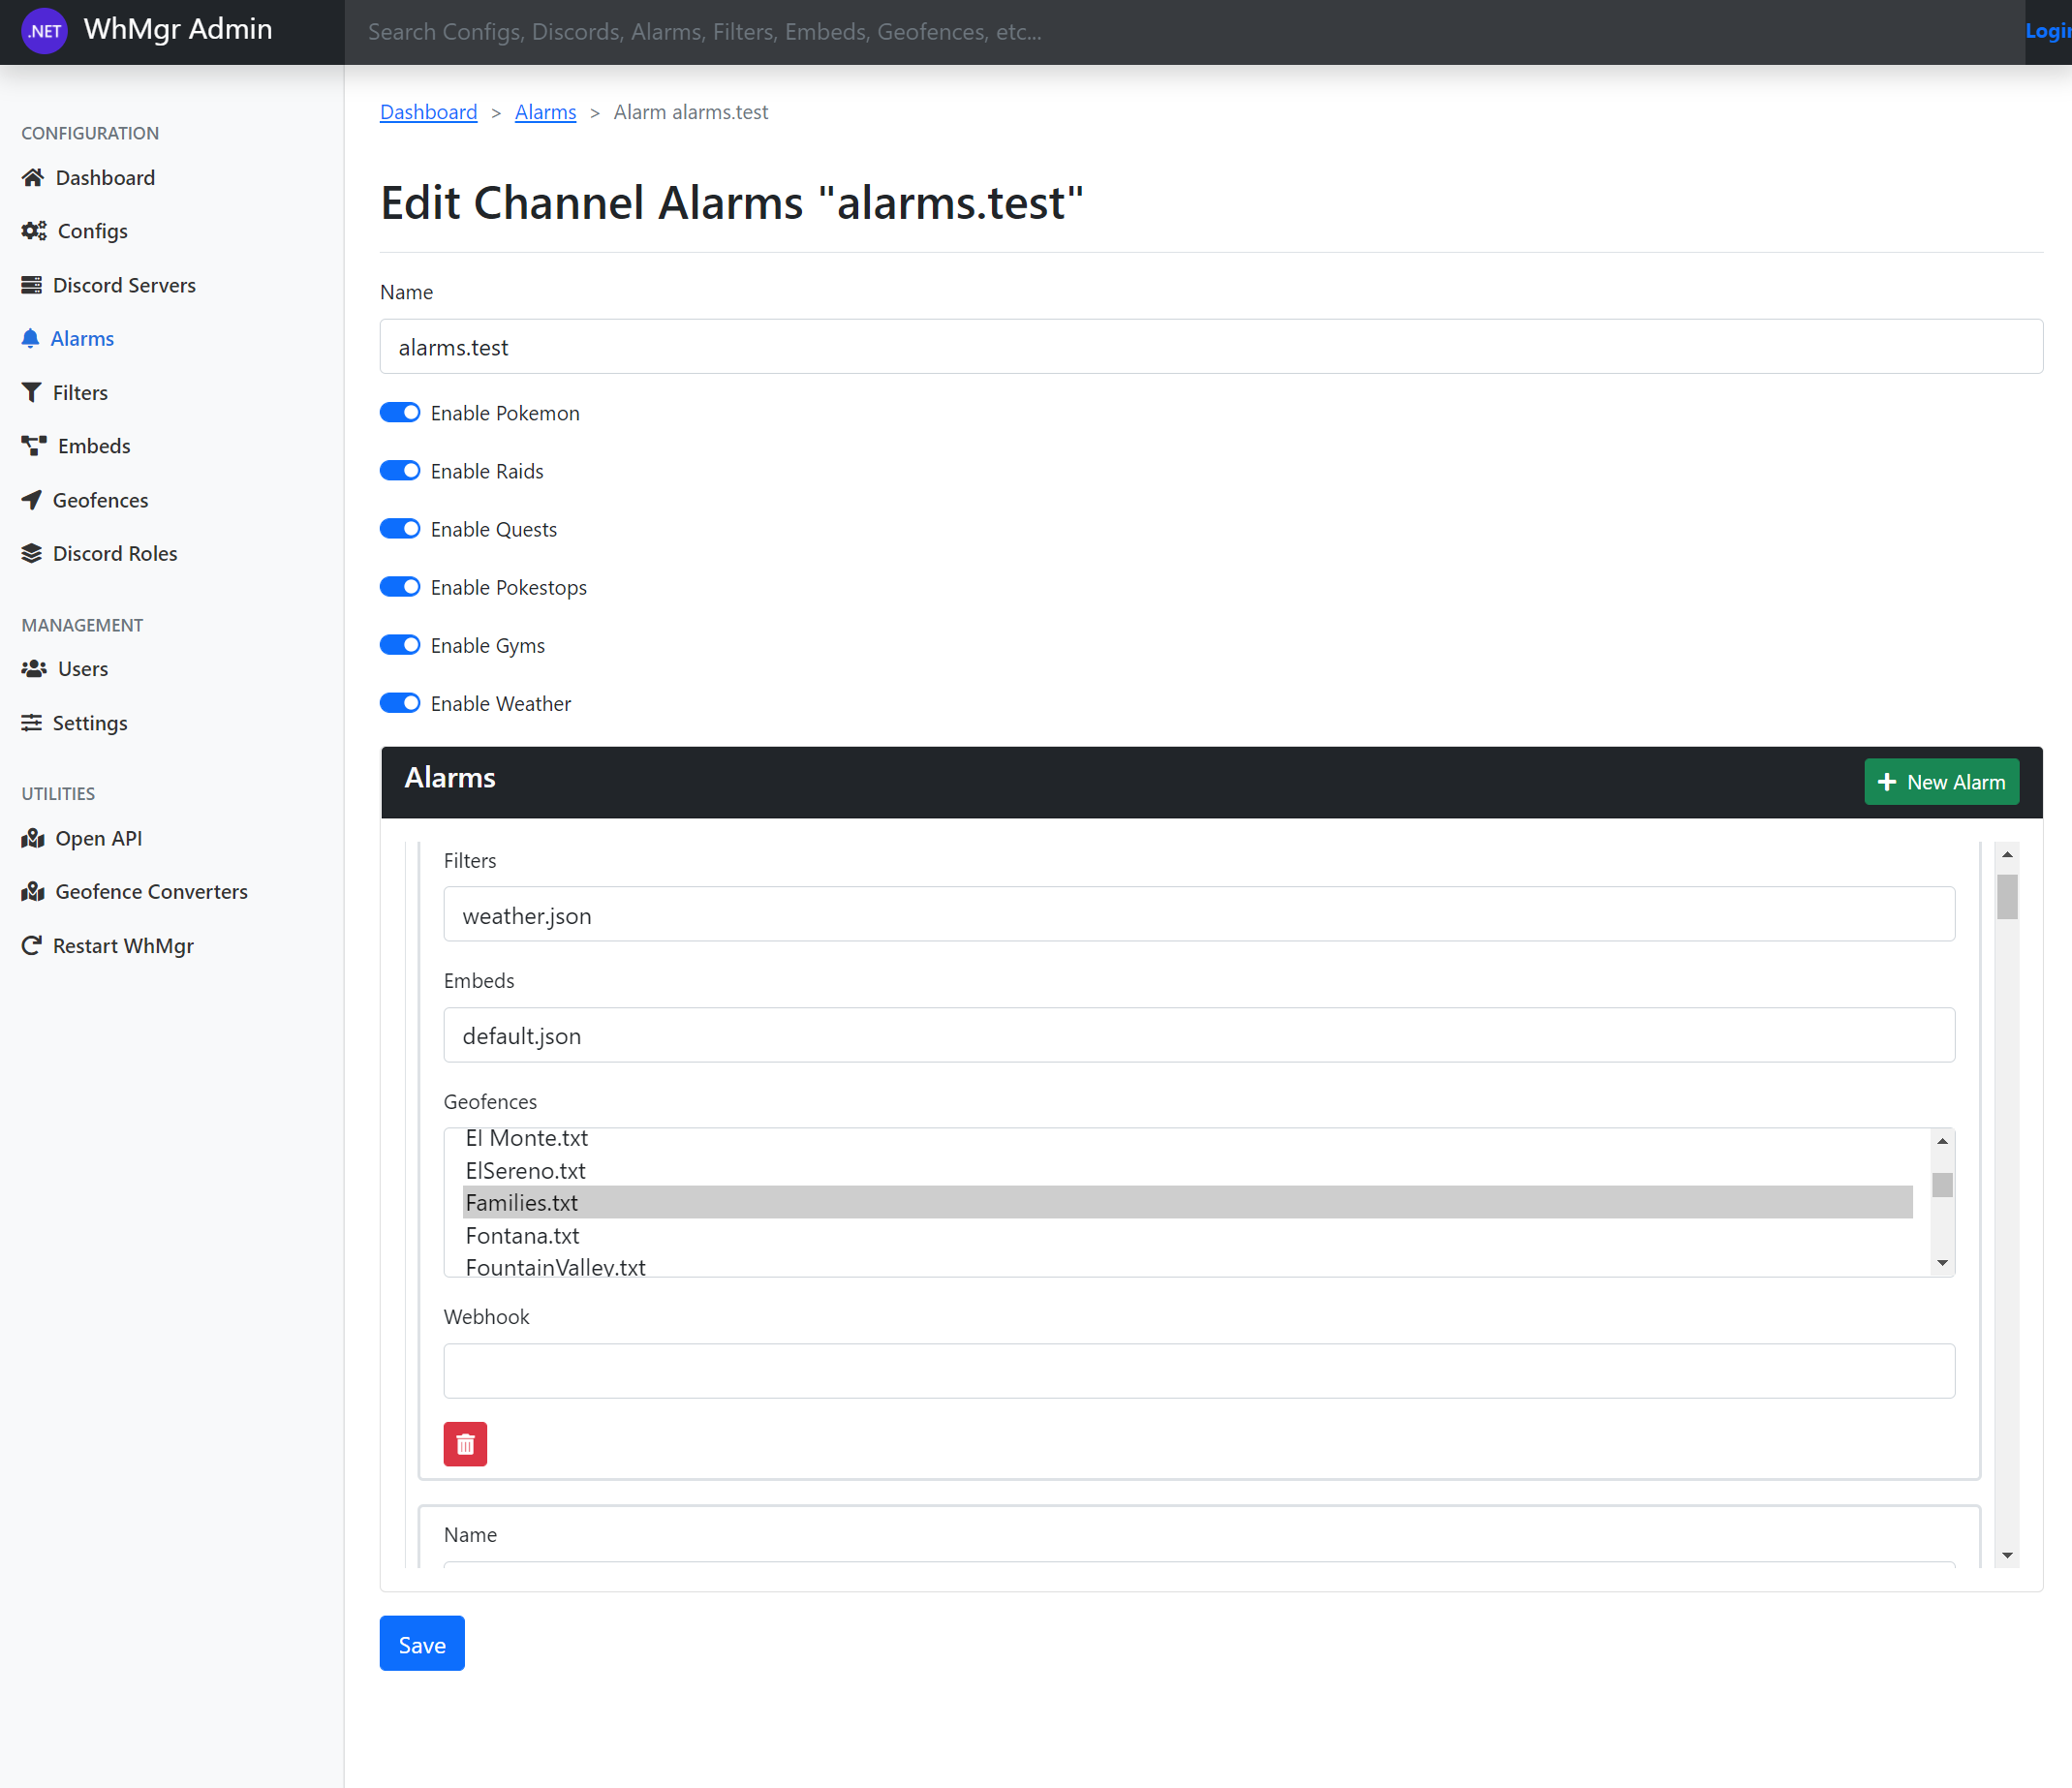 .NET WhMgr Admin
Search Configs, Discords, Alarms, Filters, Embeds, Geofences, etc...
CONFIGURATION
Dashboard
Configs
Discord Servers
Alarms
Filters
Embeds
Geofences
Discord Roles
MANAGEMENT
Users
Settings
UTILITIES
Open API
Geofence Converters
Restart WhMgr
Dashboard > Alarms > Alarm alarms.test
Edit Channel Alarms "alarms.test"
Name
alarms.test
Enable Pokemon
Enable Raids
Enable Quests
Enable Pokestops
Enable Gyms
Enable Weather
Alarms
New Alarm
Filters
weather.json
Embeds
default.json
Geofences
El Monte.txt
ElSereno.txt
Families.txt
Fontana.txt
FountainValley.txt
Webhook
Name
Save